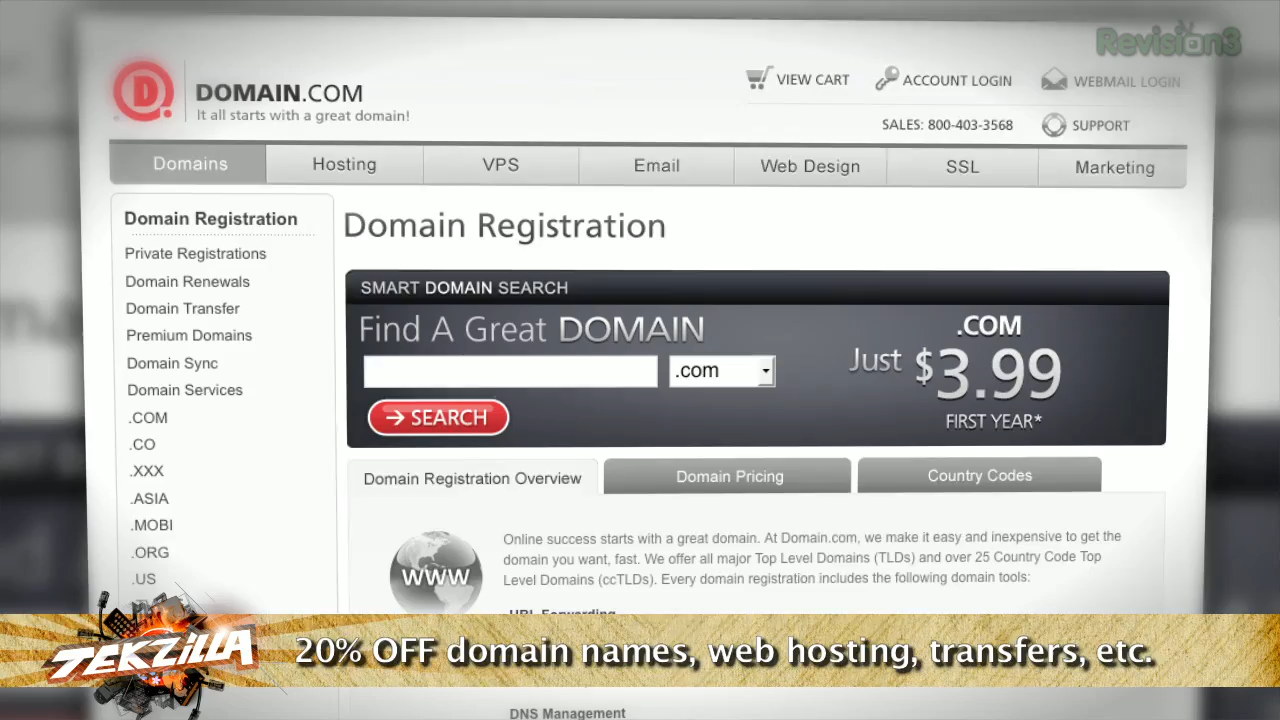 Revision3
D.
DOMAIN.COM
It all starts with a great domain!
VIEW CART
ACCOUNT LOGIN
WEBMAIL LOGIN
SALES: 800-403-3568
SUPPORT
Domains
Hosting
VPS
Email
Web Design
SSL
Marketing
Domain Registration
Private Registrations
Domain Renewals
Domain Transfer
Premium Domains
Domain Sync
Domain Services
.COM
.CO
.XXX
.ASIA
.MOBI
.ORG
.US
Domain Registration
SMART DOMAIN SEARCH
Find A Great DOMAIN
.com
SEARCH
.COM
Just $3.99
FIRST YEAR*
Domain Registration Overview
Domain Pricing
Country Codes
WWW
Online success starts with a great domain. At Domain.com, we make it easy and inexpensive to get the
domain you want, fast. We offer all major Top Level Domains (TLDs) and over 25 Country Code Top
Level Domains (ccTLDs). Every domain registration includes the following domain tools:
URL Forwarding
TEKZILLA
20% OFF domain names, web hosting, transfers, etc.
DNS Management